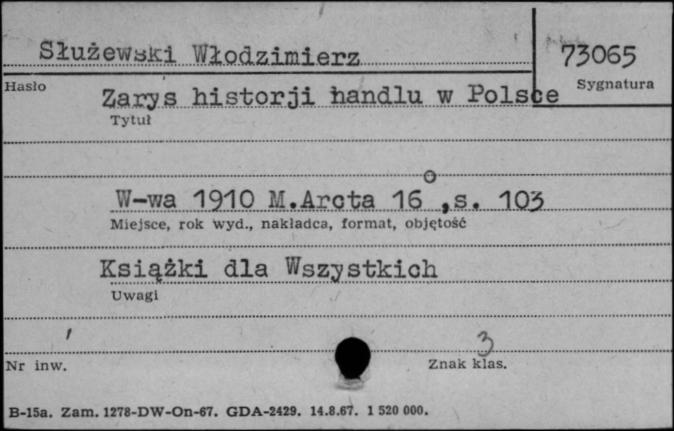 Służewski Włodzimierz
73065
Hasło
Sygnatura
Zarys historji handlu w Polsce
Tytuł
W-wa 1910 M.Arcta 16°,s. 103
Miejsce, rok wyd., nakładca, format, objętość
Książki dla Wszystkich
Uwagi
1
3
Nr inw.
Znak klas.
B-15a. Zam. 1278-DW-On-67. GDA-2429. 14.8.67. 1 520 000.